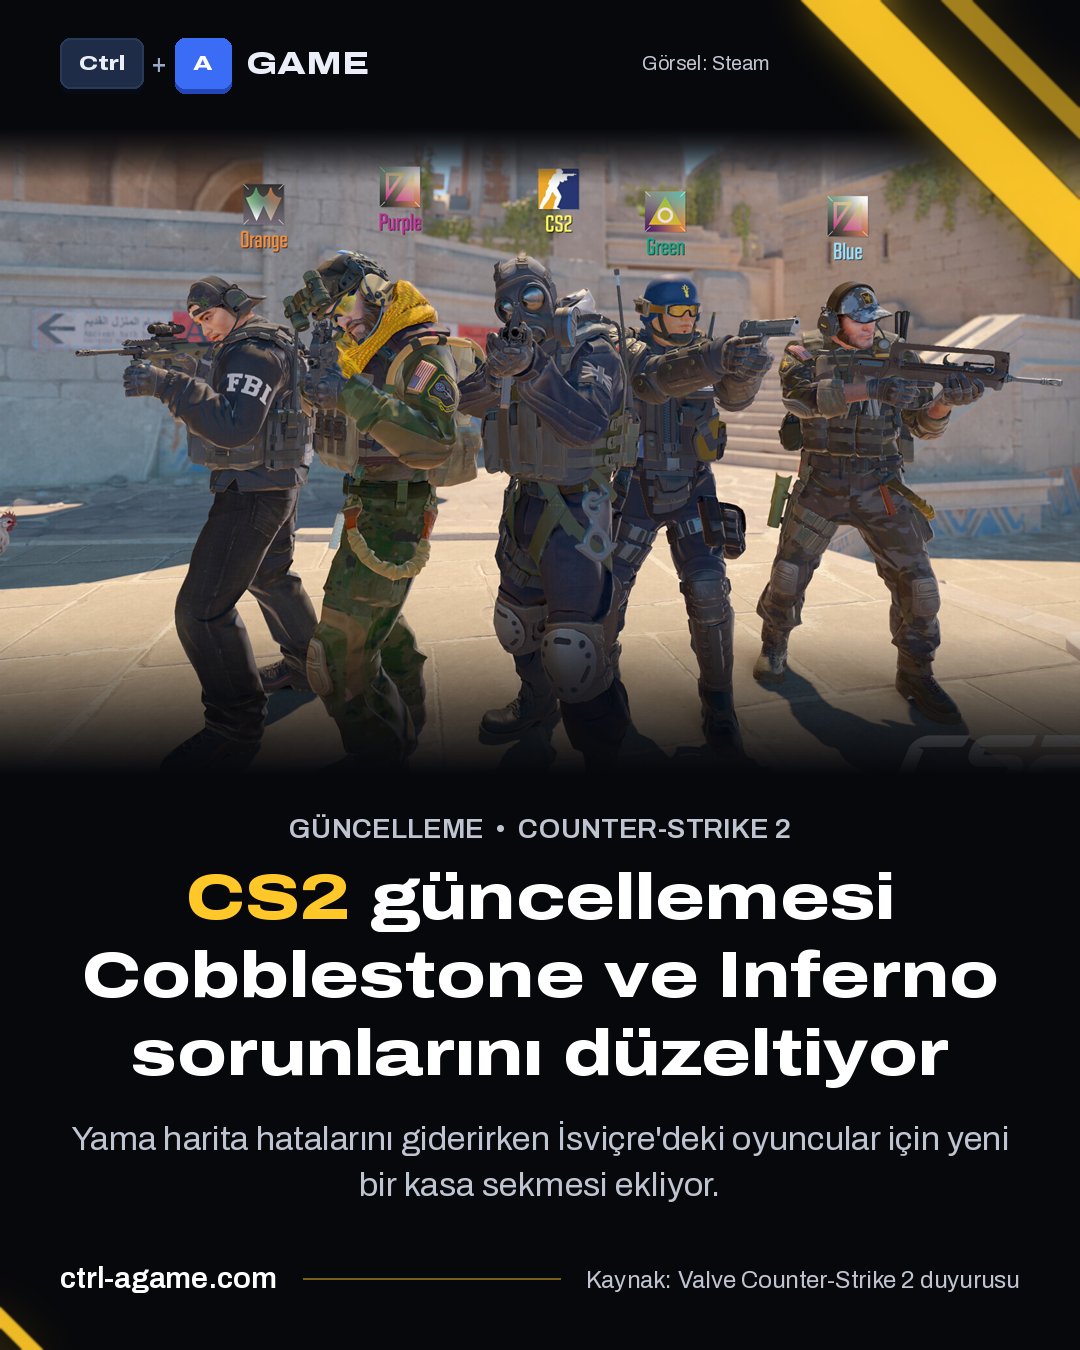 Ctrl + A GAME
Görsel: Steam
Orange
Purple
CS2
Green
Blue
FBI
GÜNCELLEME • COUNTER-STRIKE 2
CS2 güncellemesi
Cobblestone ve Inferno
sorunlarını düzeltiyor
Yama harita hatalarını giderirken İsviçre'deki oyuncular için yeni
bir kasa sekmesi ekliyor.
ctrl-agame.com
Kaynak: Valve Counter-Strike 2 duyurusu